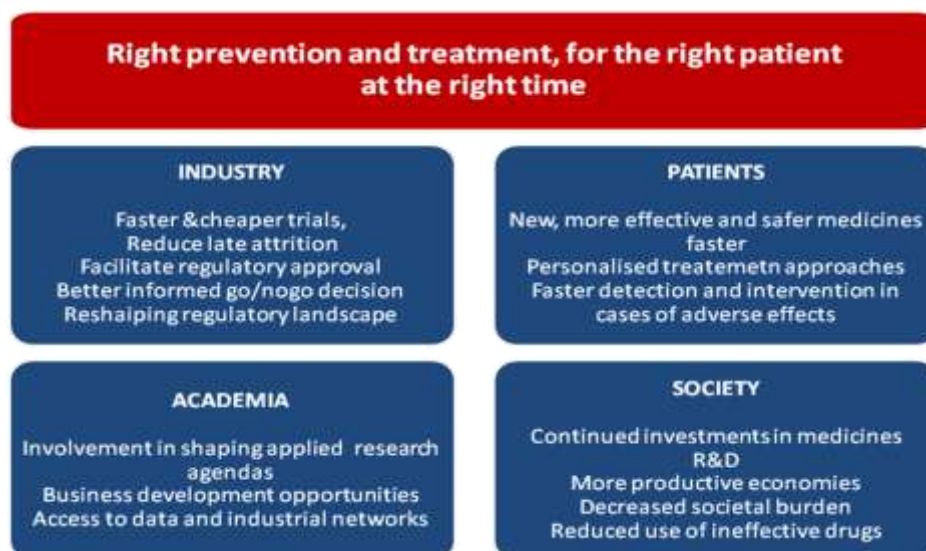 Right prevention and treatment, for the right patient
at the right time
INDUSTRY
Faster &cheaper trials,
Reduce late attrition
Facilitate regulatory approval
Better informed go/nogo decision
Reshaiping regulatory landscape
PATIENTS
New, more effective and safer medicines
faster
Personalised treatemetn approaches
Faster detection and intervention in
cases of adverse effects
ACADEMIA
Involvement in shaping applied research
agendas
Business development opportunities
Access to data and industrial networks
SOCIETY
Continued investments in medicines
R&D
More productive economies
Decreased societal burden
Reduced use of ineffective drugs